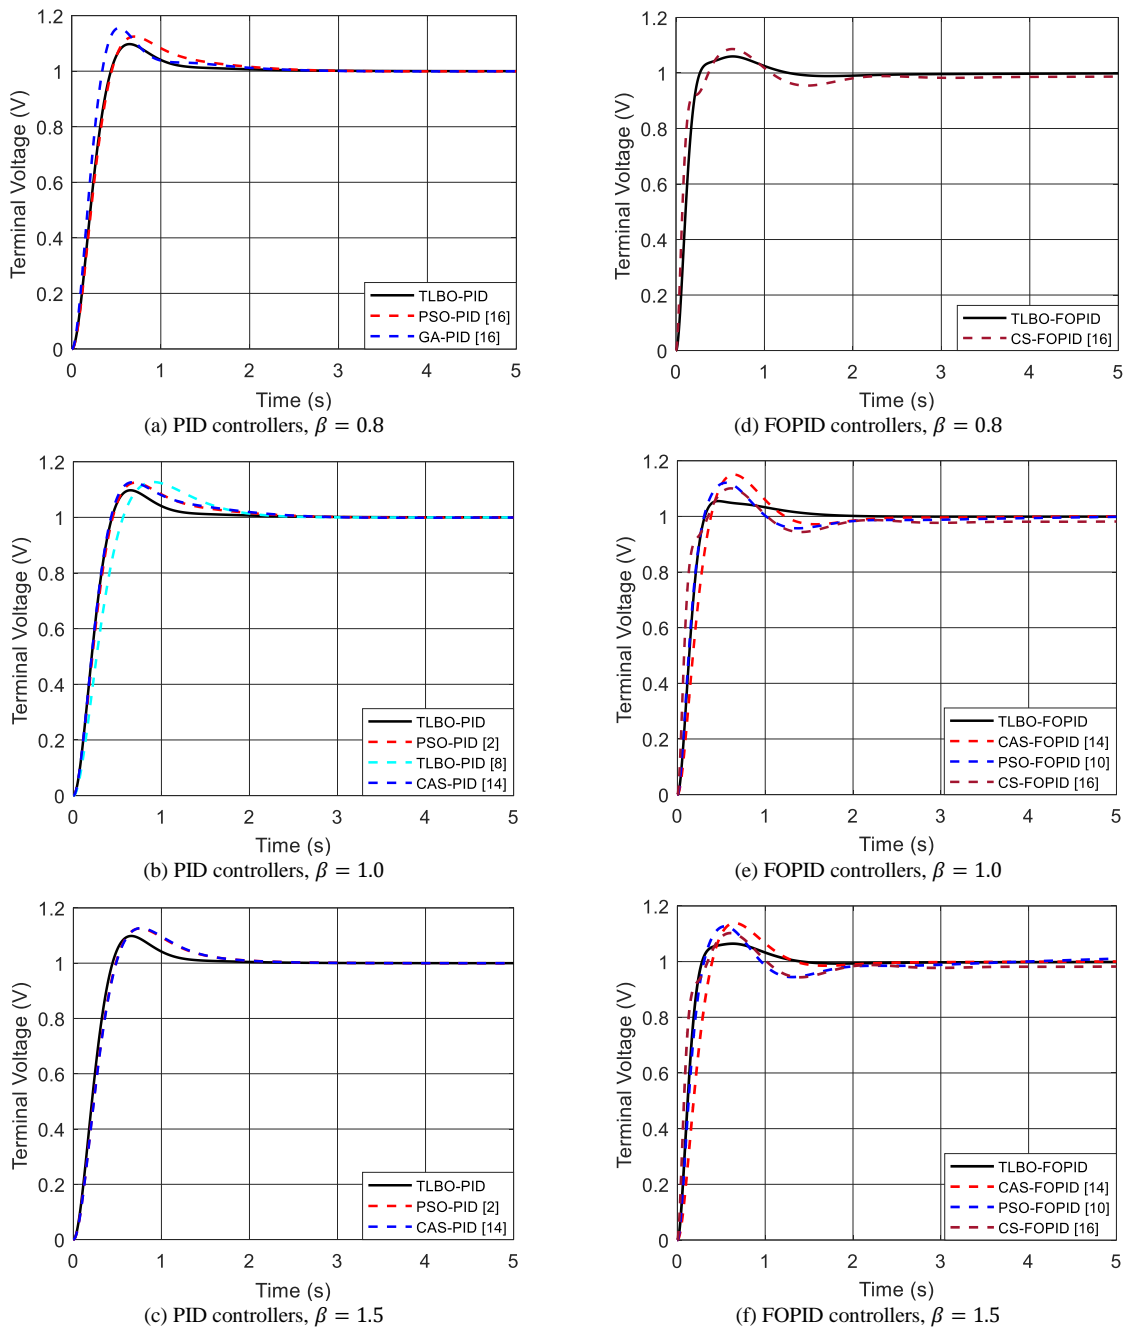 Terminal Voltage (V)
1.2
1
0.8
0.6
0.4
0.2
0
0 1 2 3 4 5
Time (s)
TLBO-PID
PSO-PID [16]
GA-PID [16]
(a) PID controllers, β = 0.8
Terminal Voltage (V)
1.2
1
0.8
0.6
0.4
0.2
0
0 1 2 3 4 5
Time (s)
TLBO-FOPID
CS-FOPID [16]
(d) FOPID controllers, β = 0.8
Terminal Voltage (V)
1.2
1
0.8
0.6
0.4
0.2
0
0 1 2 3 4 5
Time (s)
TLBO-PID
PSO-PID [2]
TLBO-PID [8]
CAS-PID [14]
(b) PID controllers, β = 1.0
Terminal Voltage (V)
1.2
1
0.8
0.6
0.4
0.2
0
0 1 2 3 4 5
Time (s)
TLBO-FOPID
CAS-FOPID [14]
PSO-FOPID [10]
CS-FOPID [16]
(e) FOPID controllers, β = 1.0
Terminal Voltage (V)
1.2
1
0.8
0.6
0.4
0.2
0
0 1 2 3 4 5
Time (s)
TLBO-PID
PSO-PID [2]
CAS-PID [14]
(c) PID controllers, β = 1.5
Terminal Voltage (V)
1.2
1
0.8
0.6
0.4
0.2
0
0 1 2 3 4 5
Time (s)
TLBO-FOPID
CAS-FOPID [14]
PSO-FOPID [10]
CS-FOPID [16]
(f) FOPID controllers, β = 1.5